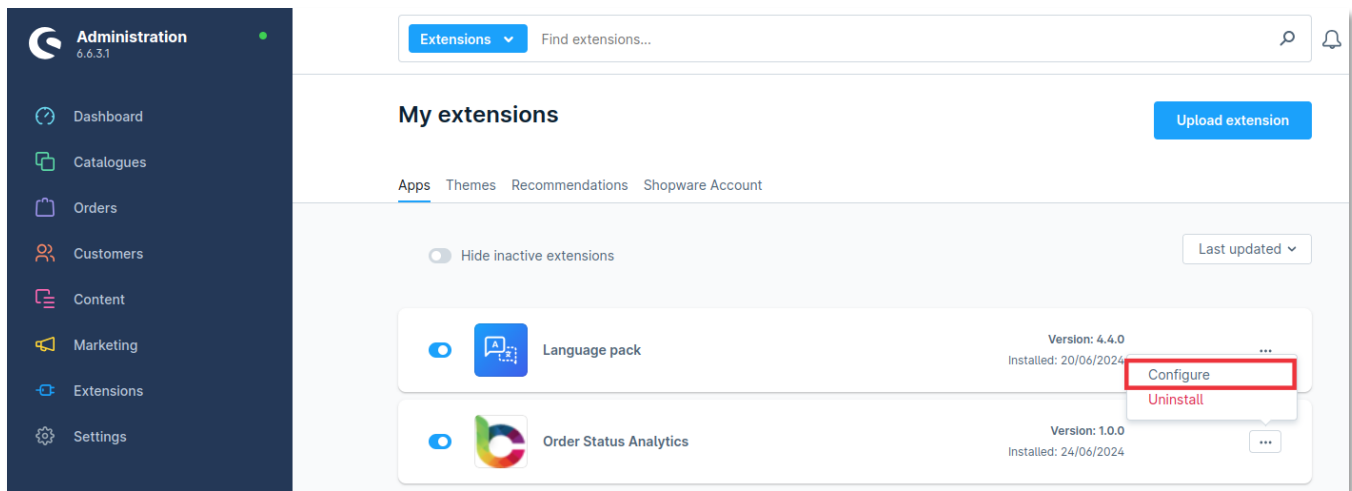 Administration
6.6.3.1
Dashboard
Catalogues
Orders
Customers
Content
Marketing
Extensions
Settings
Extensions
Find extensions...
My extensions
Upload extension
Apps Themes Recommendations Shopware Account
Hide inactive extensions
Last updated
Language pack
Version: 4.4.0
Installed: 20/06/2024
Configure
Uninstall
Order Status Analytics
Version: 1.0.0
Installed: 24/06/2024